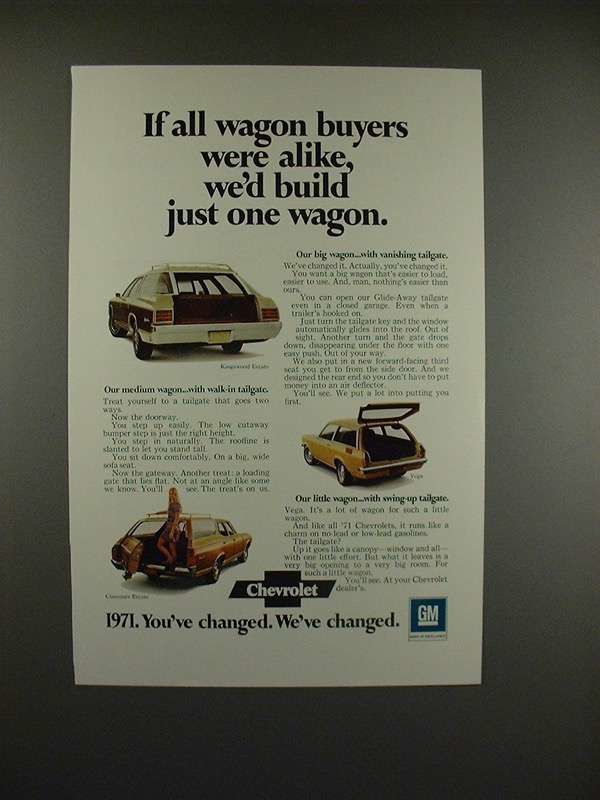 If all wagon buyers
were alike,
we'd build
just one wagon.
Kingswood Estate
Our big wagon...with vanishing tailgate.
We've changed it. Actually, you've changed it.
You want a big wagon that's easier to load,
easier to use. And, man, nothing's easier than
ours.
You can open our Glide-Away tailgate
even in a closed garage. Even when a
trailer's hooked on.
Just turn the tailgate key and the window
automatically glides into the roof. Out of
sight. Another turn and the gate drops
down, disappearing under the floor with one
easy push. Out of your way.
We also put in a new forward-facing third
seat you get to from the side door. And we
designed the rear end so you don't have to put
money into an air deflector.
You'll see. We put a lot into putting you
first.
Our medium wagon...with walk-in tailgate.
Treat yourself to a tailgate that goes two
ways.
Now the doorway.
You step up easily. The low cutaway
bumper step is just the right height.
You step in naturally. The roofline is
slanted to let you stand tall.
You sit down comfortably. On a big, wide
sofa seat.
Now the gateway. Another treat: a loading
gate that lies flat. Not at an angle like some
we know. You'll see. The treat's on us.
Concours Estate
Vega
Our little wagon...with swing-up tailgate.
Vega. It's a lot of wagon for such a little
wagon.
And like all '71 Chevrolets, it runs like a
charm on no-lead or low-lead gasolines.
The tailgate?
Up it goes like a canopy—window and all—
with one little effort. But what it leaves is a
very big opening to a very big room. For
such a little wagon.
You'll see. At your Chevrolet
dealer's.
Chevrolet
1971. You've changed. We've changed.
GM
MARK OF EXCELLENCE